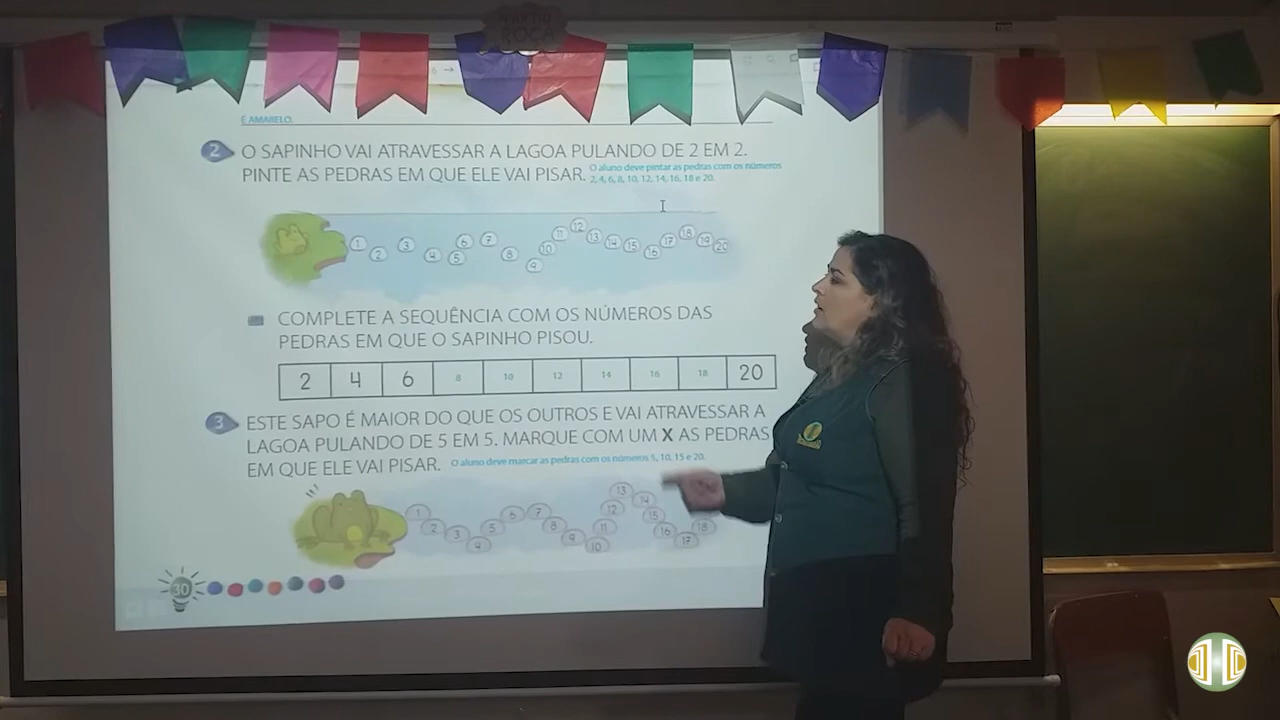 ROÇA
É AMARELO.
2 O SAPINHO VAI ATRAVESSAR A LAGOA PULANDO DE 2 EM 2.
PINTE AS PEDRAS EM QUE ELE VAI PISAR. O aluno deve pintar as pedras com os números
2, 4, 6, 8, 10, 12, 14, 16, 18 e 20.
1 2 3 4 5 6 7 8 9 10 11 12 13 14 15 16 17 18 19 20
COMPLETE A SEQUÊNCIA COM OS NÚMEROS DAS
PEDRAS EM QUE O SAPINHO PISOU.
2 4 6 8 10 12 14 16 18 20
3 ESTE SAPO É MAIOR DO QUE OS OUTROS E VAI ATRAVESSAR A
LAGOA PULANDO DE 5 EM 5. MARQUE COM UM X AS PEDRAS
EM QUE ELE VAI PISAR. O aluno deve marcar as pedras com os números 5, 10, 15 e 20.
1 2 3 4 5 6 7 8 9 10 11 12 13 14 15 16 17 18
30